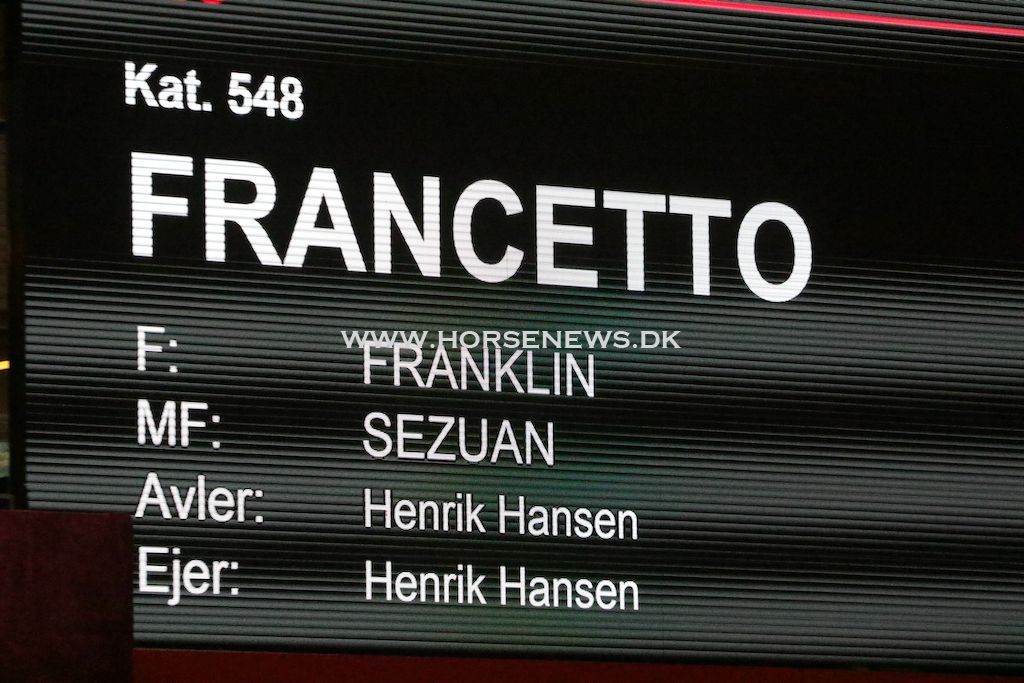 Kat. 548
FRANCETTO
WWW.HORSENEWS.DK
F: FRANKLIN
MF: SEZUAN
Avler: Henrik Hansen
Ejer: Henrik Hansen